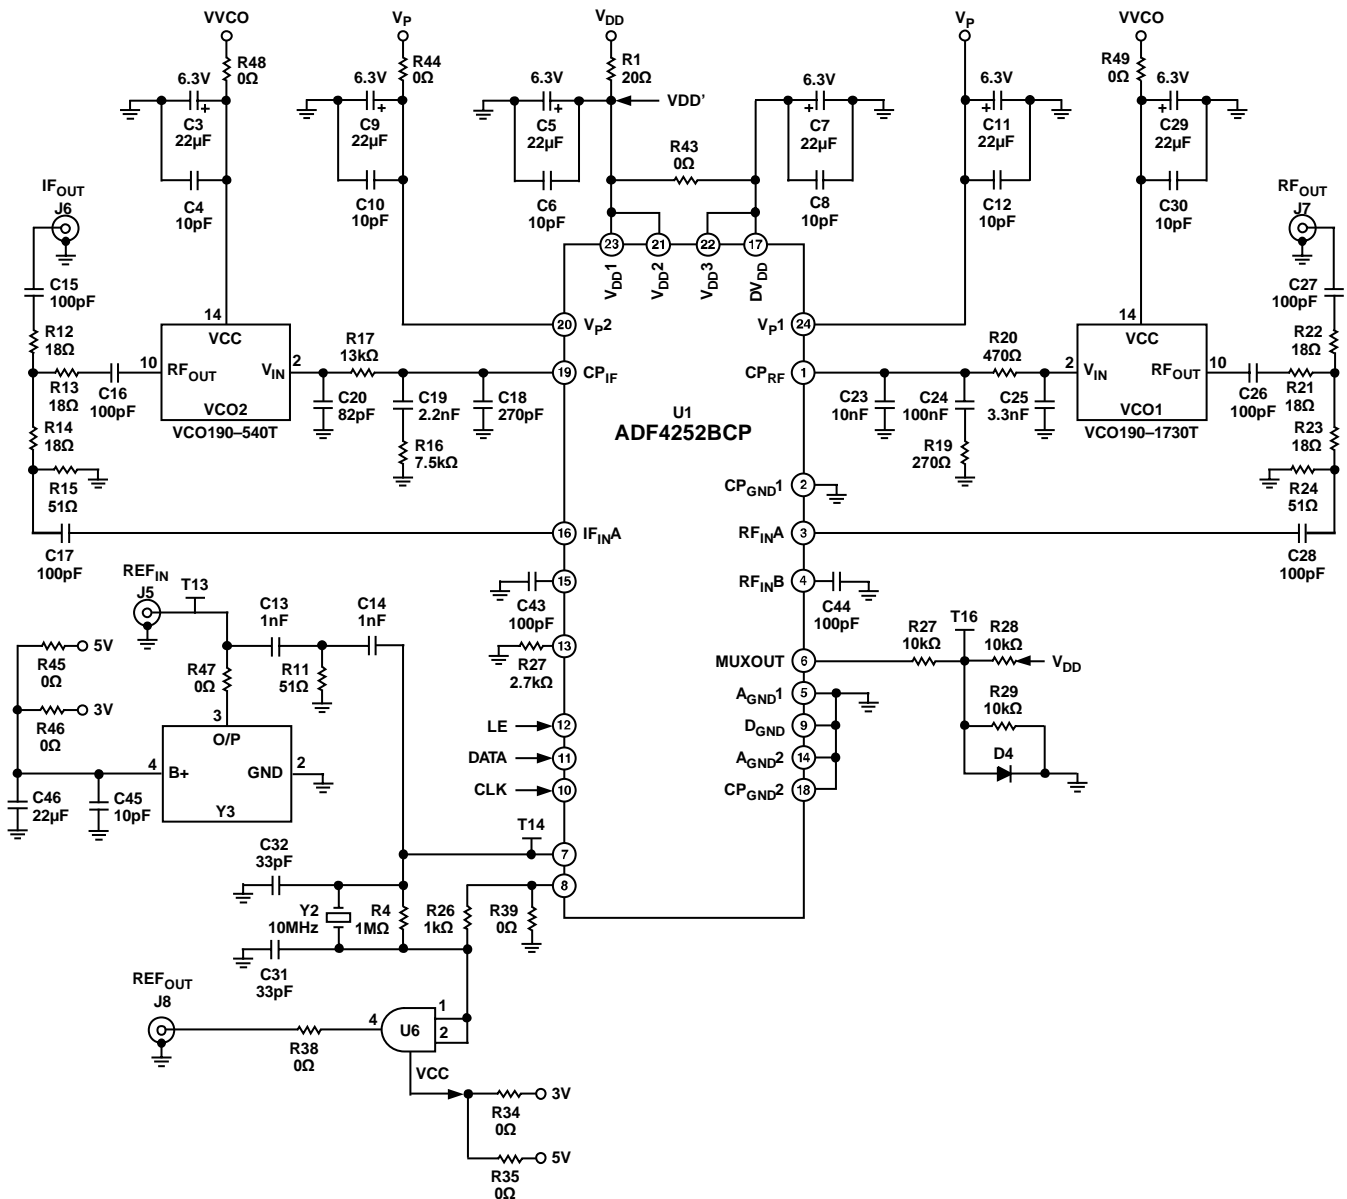 VVCO
R48
0Ω
6.3V
C3
22µF
C4
10pF
VP
R44
0Ω
6.3V
C9
22µF
C10
10pF
VDD
R1
20Ω
VDD'
6.3V
C5
22µF
C6
10pF
R43
0Ω
6.3V
C7
22µF
C8
10pF
VP
6.3V
C11
22µF
C12
10pF
VVCO
R49
0Ω
6.3V
C29
22µF
C30
10pF
IFOUT
J6
C15
100pF
R12
18Ω
R13
18Ω
R14
18Ω
R15
51Ω
C16
100pF
C17
100pF
14
VCC
10
RFOUT
VIN
2
VCO2
VCO190–540T
R17
13kΩ
C20
82pF
C19
2.2nF
C18
270pF
R16
7.5kΩ
23
21
22
17
VDD1
VDD2
VDD3
DVDD
20
VP2
19
CPIF
16
IFINA
15
C43
100pF
13
R27
2.7kΩ
LE
12
DATA
11
CLK
10
T14
7
8
U1
ADF4252BCP
VP1
24
CPRF
1
CPGND1
2
RFINA
3
RFINB
4
C44
100pF
MUXOUT
6
AGND1
5
DGND
9
AGND2
14
CPGND2
18
R20
470Ω
C23
10nF
C24
100nF
C25
3.3nF
R19
270Ω
14
VCC
2
VIN
RFOUT
10
VCO1
VCO190–1730T
RFOUT
J7
C27
100pF
R22
18Ω
C26
100pF
R21
18Ω
R23
18Ω
R24
51Ω
C28
100pF
R27
10kΩ
T16
R28
10kΩ
VDD
R29
10kΩ
D4
REFIN
J5
T13
C13
1nF
C14
1nF
R11
51Ω
R47
0Ω
5V
R45
0Ω
3V
R46
0Ω
3
O/P
4
B+
GND
2
Y3
C46
22µF
C45
10pF
C32
33pF
Y2
10MHz
R4
1MΩ
R26
1kΩ
R39
0Ω
C31
33pF
REFOUT
J8
R38
0Ω
4
U6
1
2
VCC
3V
R34
0Ω
5V
R35
0Ω